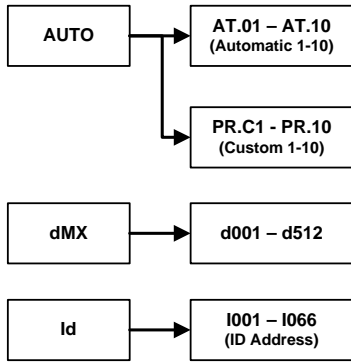 AUTO
AT.01 – AT.10
(Automatic 1-10)
PR.C1 - PR.10
(Custom 1-10)
dMX
d001 – d512
Id
I001 – I066
(ID Address)